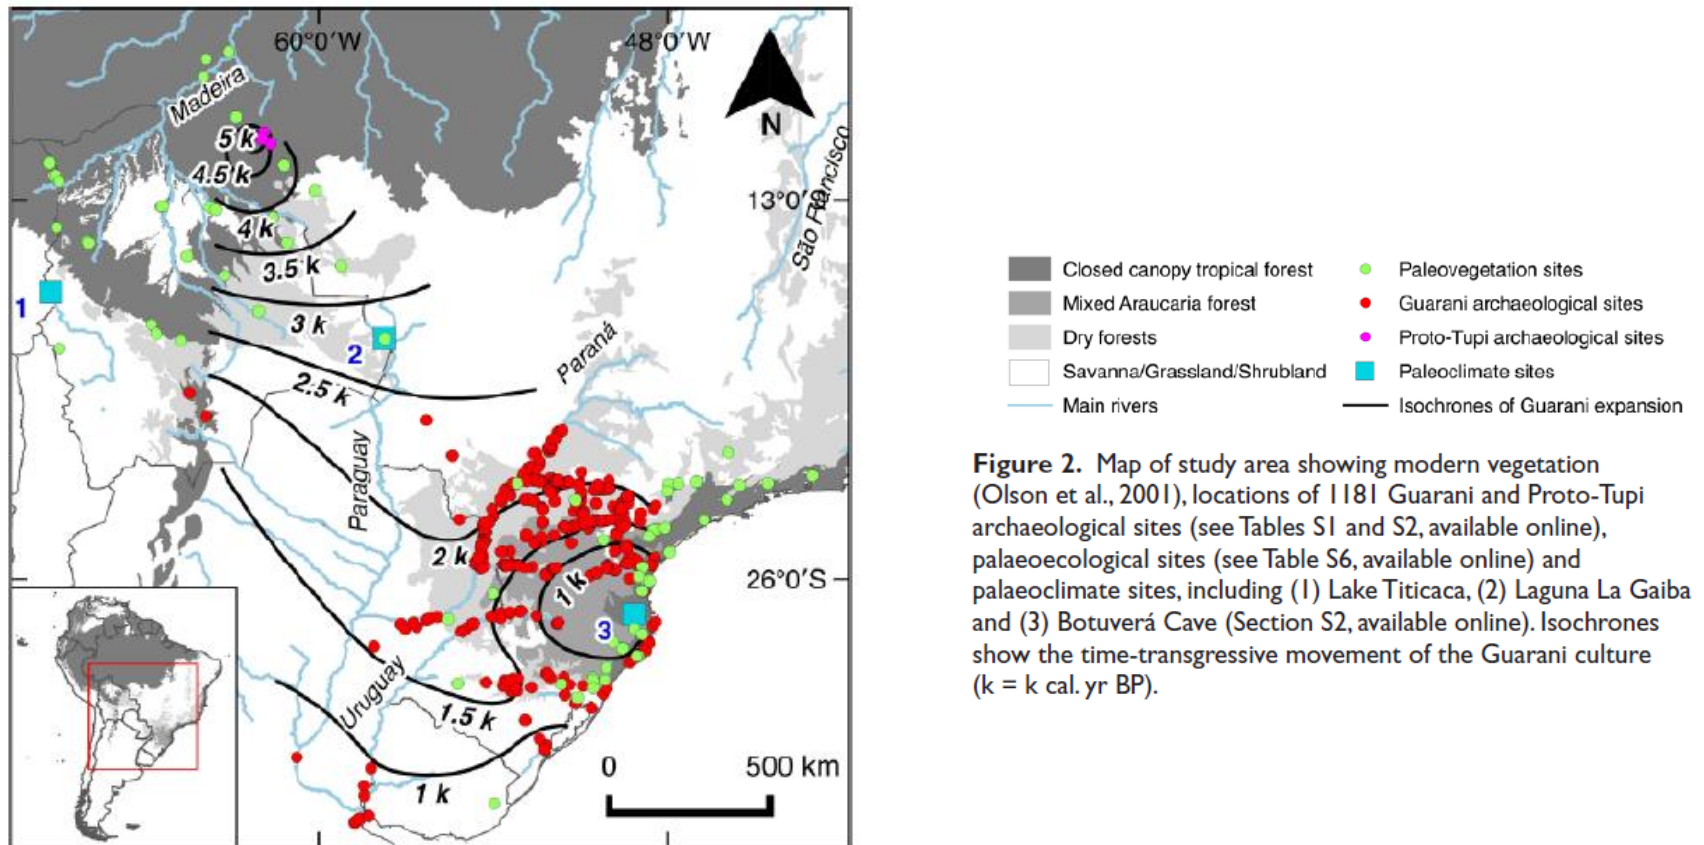 60°0'W
48°0'W
Madeira
N
5 k
4.5 k
São Francisco
13°0'S
4 k
3.5 k
1
3 k
2
Paraná
2.5 k
Paraguay
2 k
26°0'S
1 k
3
Uruguay
1.5 k
0
500 km
1 k
Closed canopy tropical forest
Mixed Araucaria forest
Dry forests
Savanna/Grassland/Shrubland
Main rivers
Paleovegetation sites
Guarani archaeological sites
Proto-Tupi archaeological sites
Paleoclimate sites
Isochrones of Guarani expansion
Figure 2. Map of study area showing modern vegetation
(Olson et al., 2001), locations of 1181 Guarani and Proto-Tupi
archaeological sites (see Tables S1 and S2, available online),
palaeoecological sites (see Table S6, available online) and
palaeoclimate sites, including (1) Lake Titicaca, (2) Laguna La Gaiba
and (3) Botuverá Cave (Section S2, available online). Isochrones
show the time-transgressive movement of the Guarani culture
(k = k cal. yr BP).